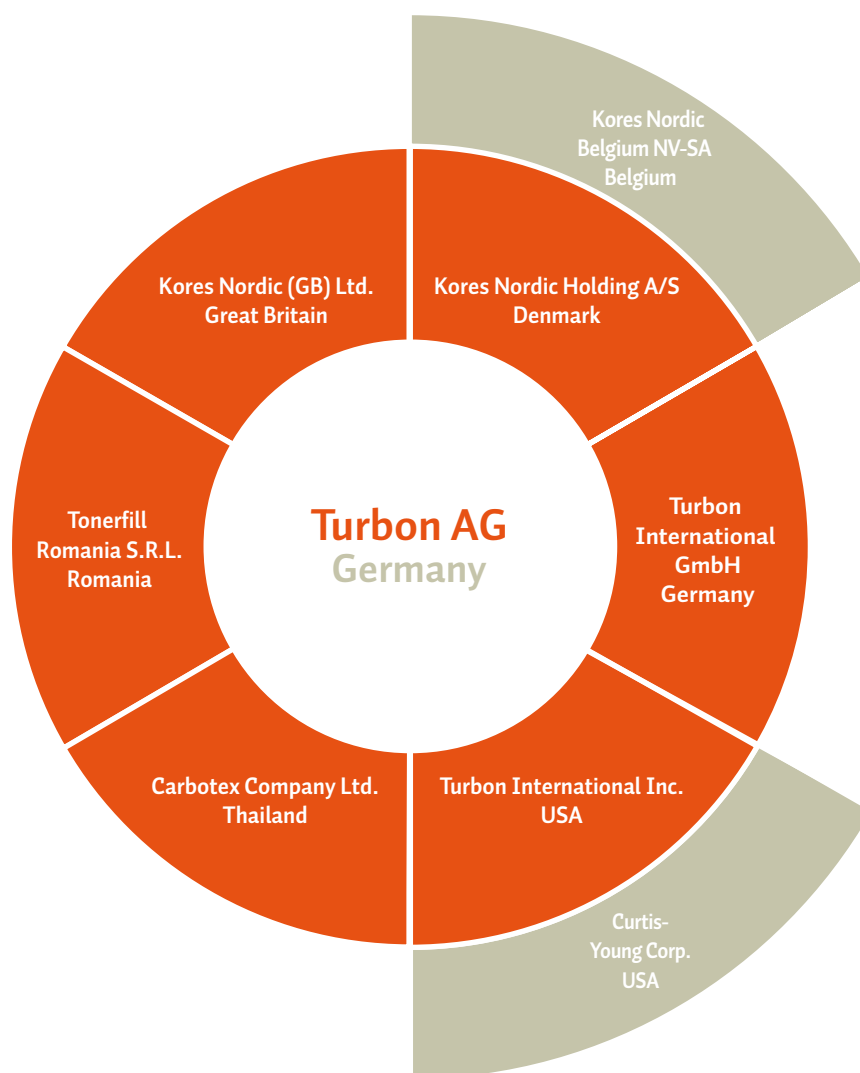 Kores Nordic
Belgium NV-SA
Belgium
Kores Nordic (GB) Ltd.
Great Britain
Kores Nordic Holding A/S
Denmark
Tonerfill
Romania S.R.L.
Romania
Turbon AG
Germany
Turbon
International
GmbH
Germany
Carbotex Company Ltd.
Thailand
Turbon International Inc.
USA
Curtis-
Young Corp.
USA